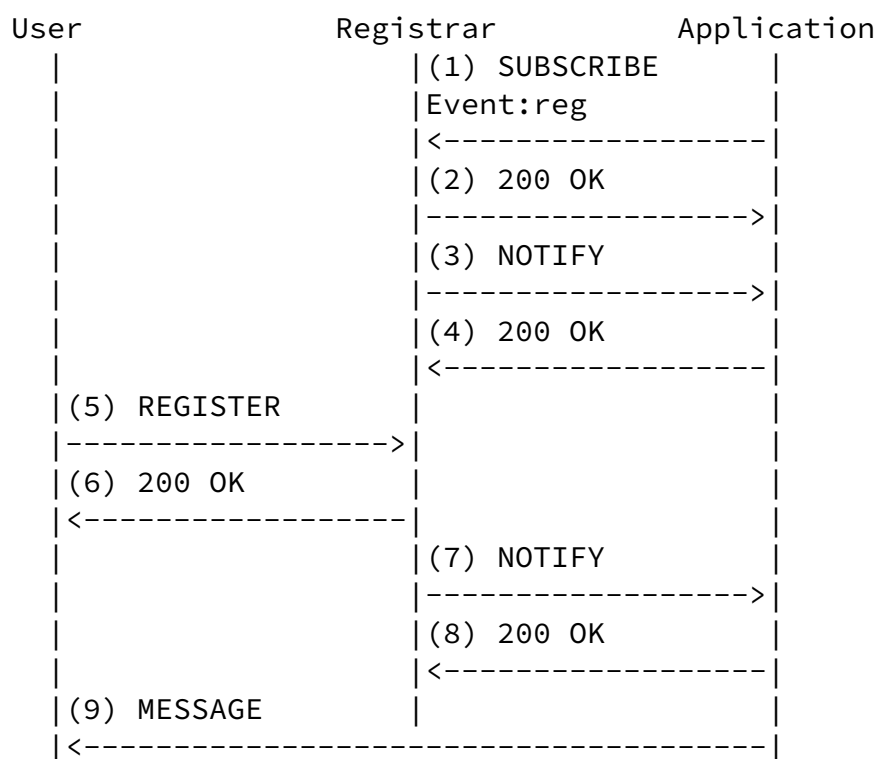 User Registrar Application
(1) SUBSCRIBE
Event:reg
(2) 200 OK
(3) NOTIFY
(4) 200 OK
(5) REGISTER
(6) 200 OK
(7) NOTIFY
(8) 200 OK
(9) MESSAGE